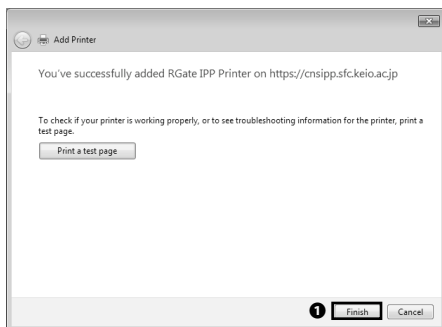 Add Printer
You've successfully added RGate IPP Printer on https://cnsipp.sfc.keio.ac.jp
To check if your printer is working properly, or to see troubleshooting information for the printer, print a
test page.
Print a test page
❶ Finish Cancel